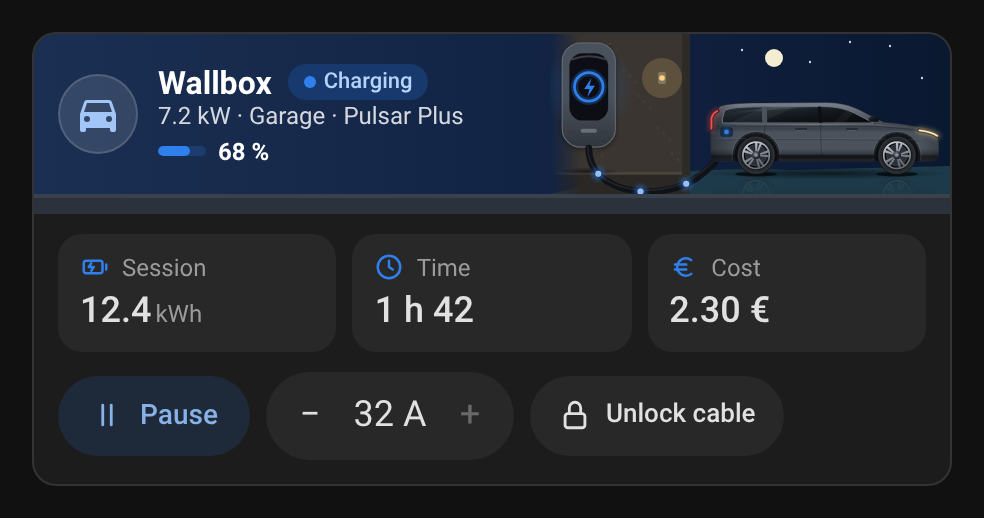 Wallbox
Charging
7.2 kW · Garage · Pulsar Plus
68 %
Session
12.4 kWh
Time
1 h 42
Cost
2.30 €
Pause
− 32 A +
Unlock cable